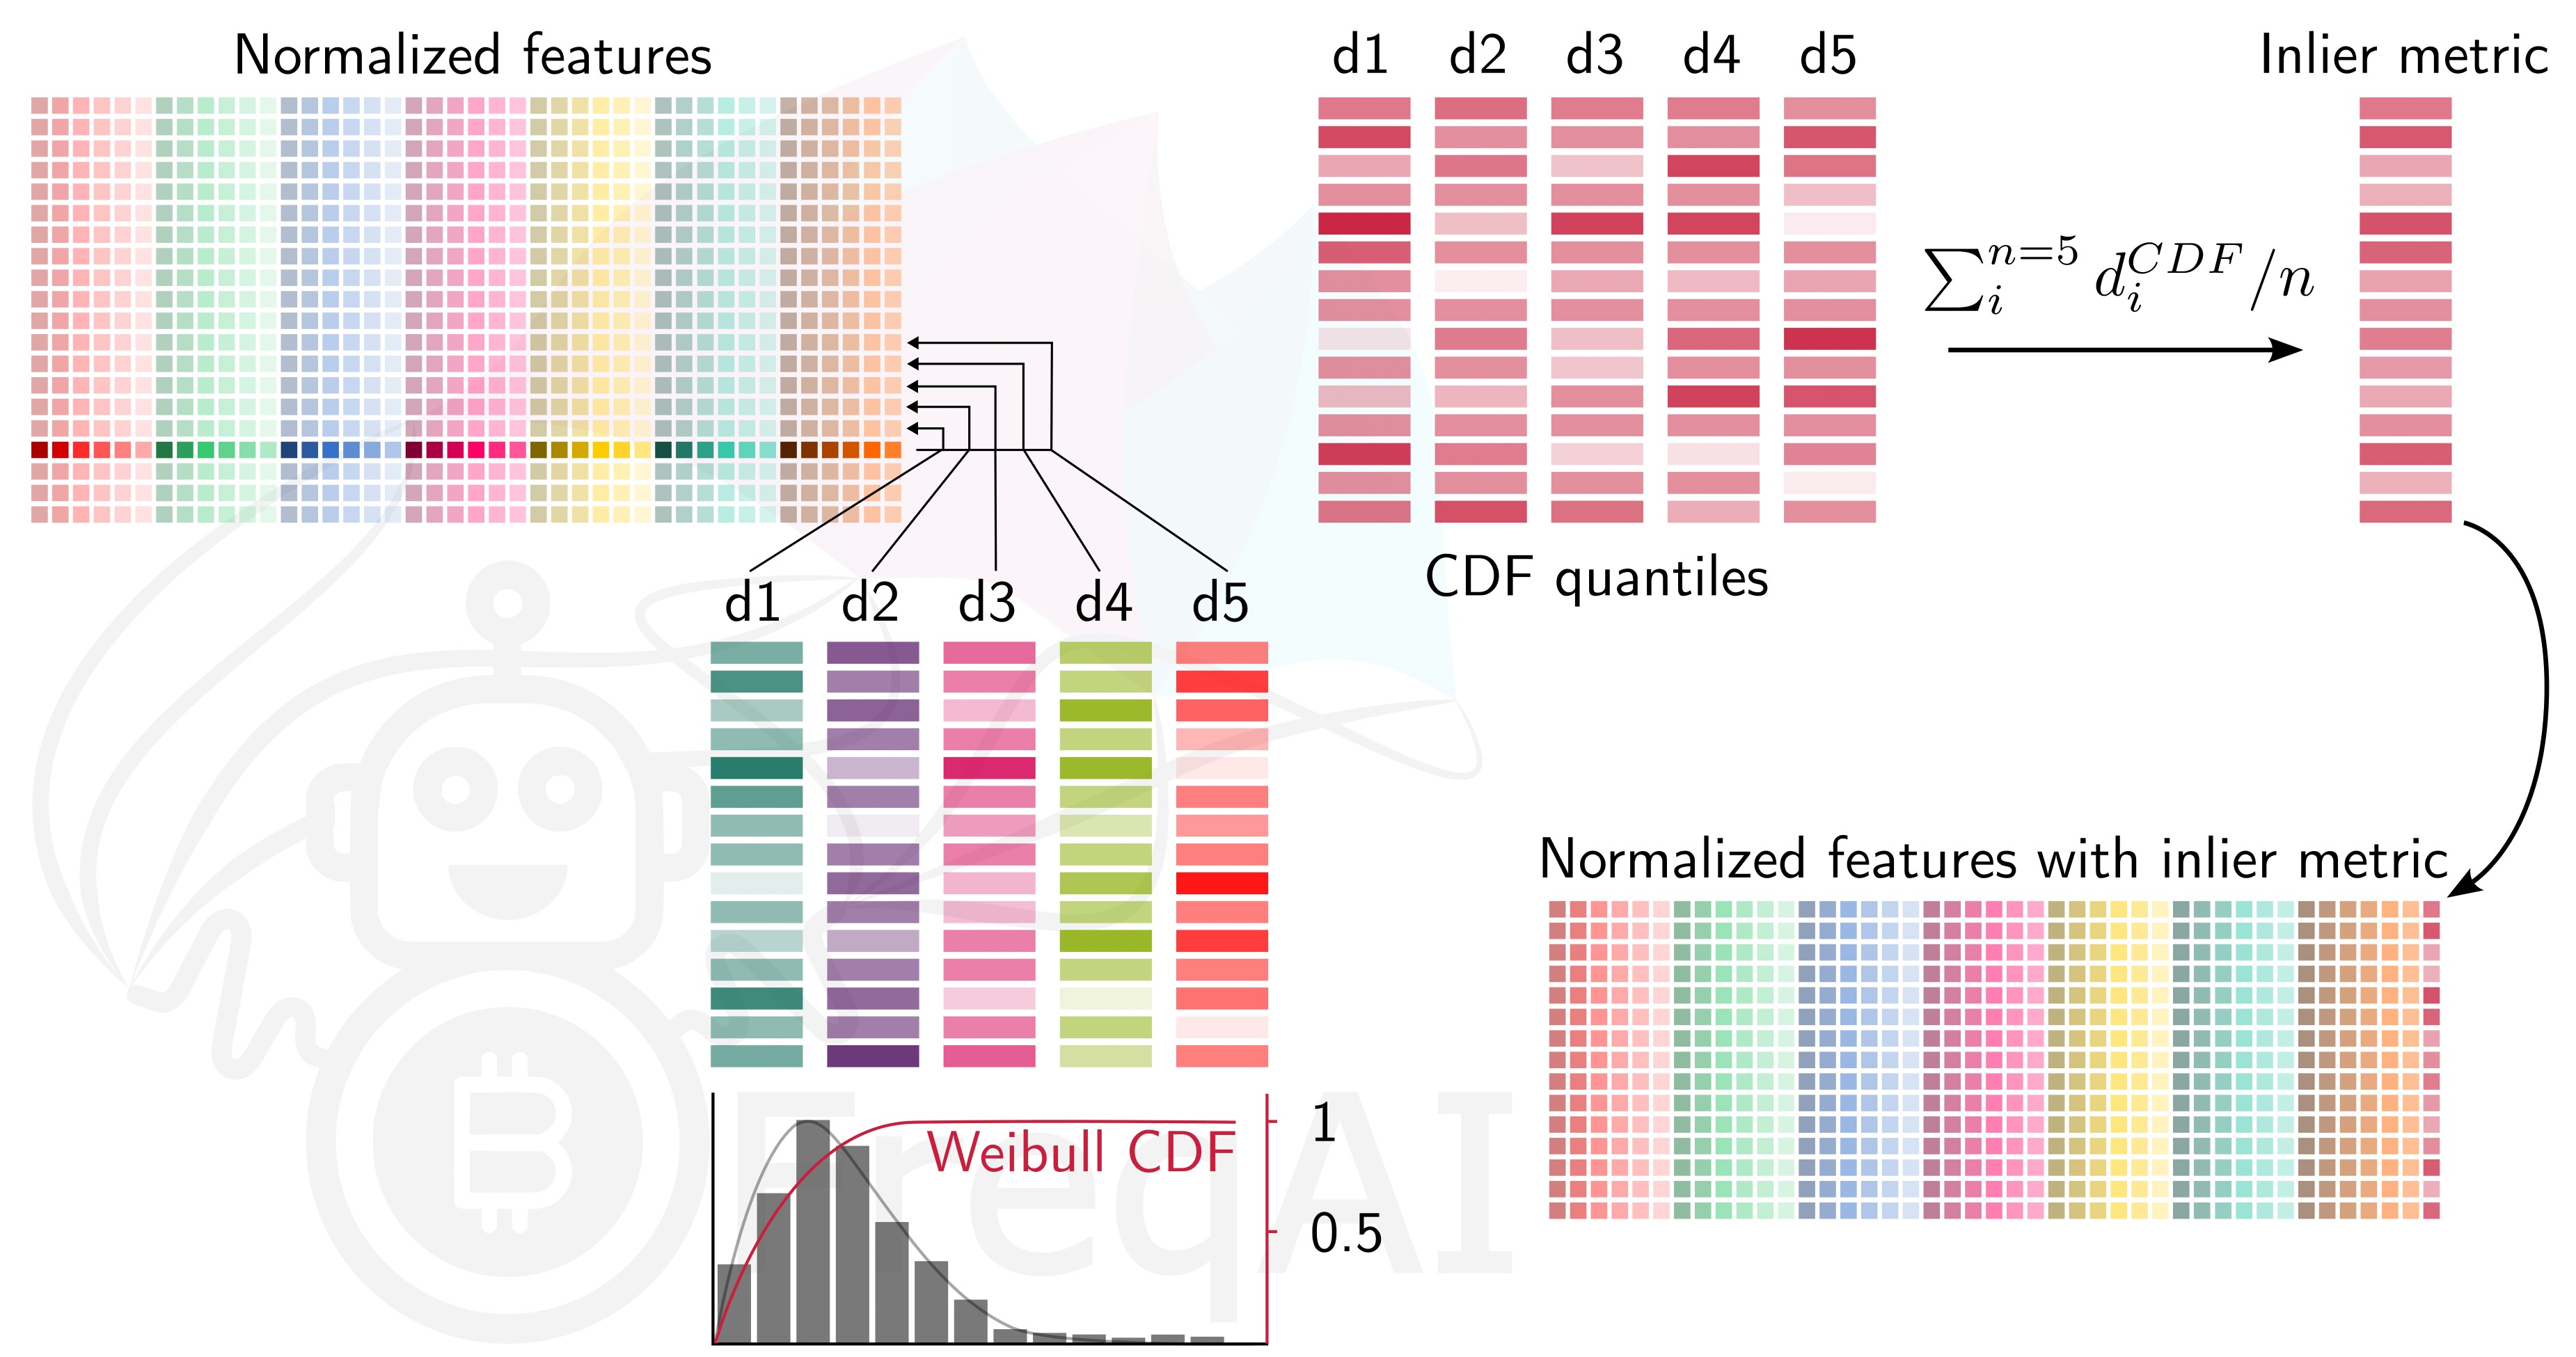 Normalized features
d1 d2 d3 d4 d5
Inlier metric
∑_i^{n=5} d_i^{CDF}/n
CDF quantiles
d1 d2 d3 d4 d5
Normalized features with inlier metric
1
Weibull CDF
0.5
FreqAI